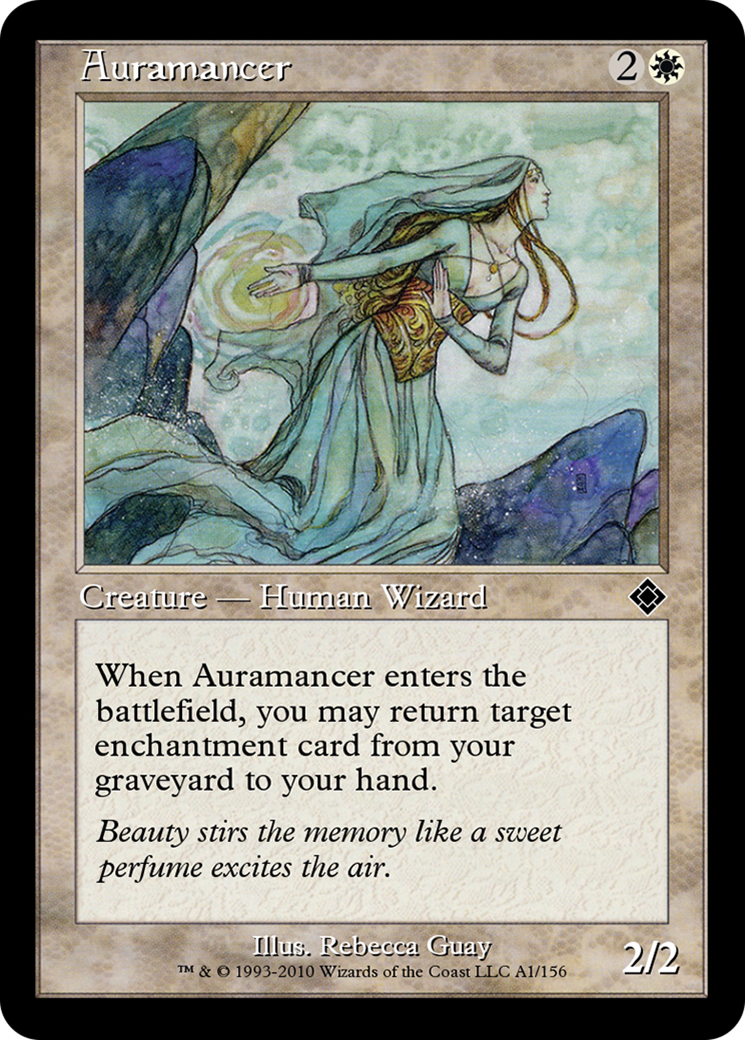 Auramancer 2
Creature — Human Wizard
When Auramancer enters the
battlefield, you may return target
enchantment card from your
graveyard to your hand.
Beauty stirs the memory like a sweet
perfume excites the air.
Illus. Rebecca Guay
™ & © 1993-2010 Wizards of the Coast LLC A1/156
2/2